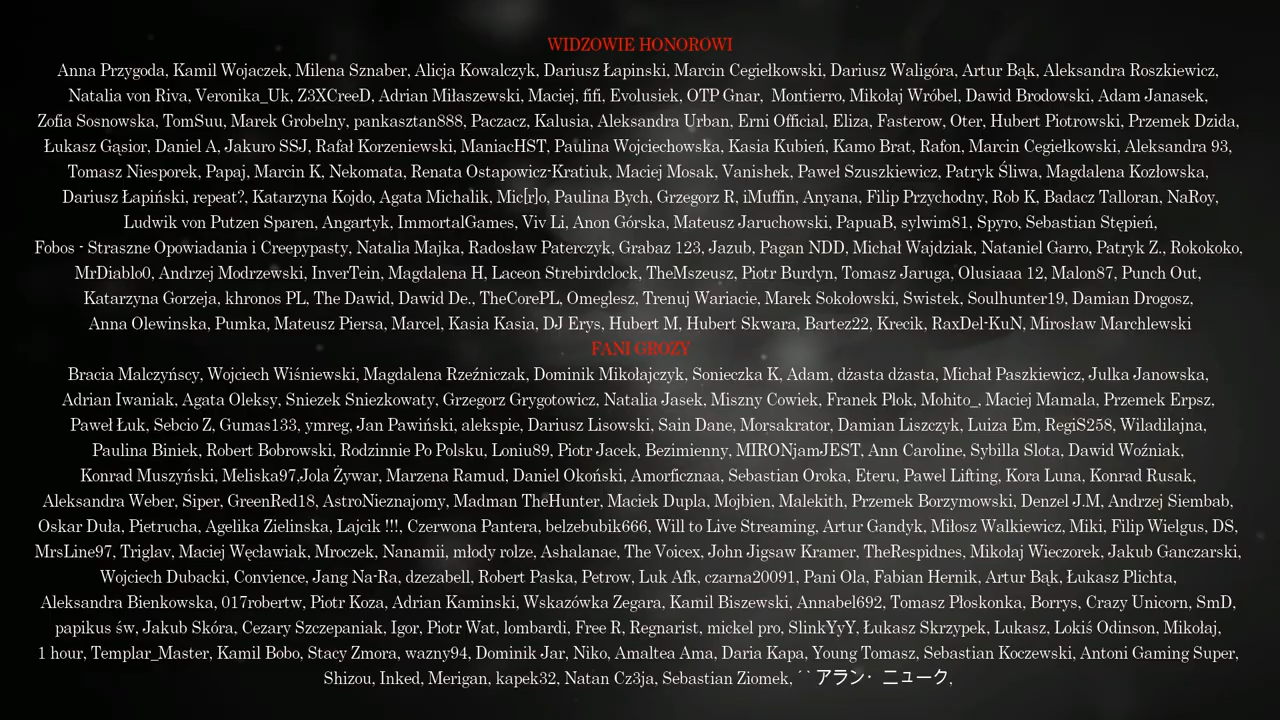 WIDZOWIE HONOROWI
Anna Przygoda, Kamil Wojaczek, Milena Sznaber, Alicja Kowalczyk, Dariusz Łapinski, Marcin Cegiełkowski, Dariusz Waligóra, Artur Bąk, Aleksandra Roszkiewicz,
Natalia von Riva, Veronika_Uk, Z3XCreeD, Adrian Miłaszewski, Maciej, fifi, Evolusiek, OTP Gnar, Montierro, Mikołaj Wróbel, Dawid Brodowski, Adam Janasek,
Zofia Sosnowska, TomSuu, Marek Grobelny, pankasztan888, Paczacz, Kalusia, Aleksandra Urban, Erni Official, Eliza, Fasterow, Oter, Hubert Piotrowski, Przemek Dzida,
Łukasz Gąsior, Daniel A, Jakuro SSJ, Rafał Korzeniewski, ManiacHST, Paulina Wojciechowska, Kasia Kubień, Kamo Brat, Rafon, Marcin Cegiełkowski, Aleksandra 93,
Tomasz Niesporek, Papaj, Marcin K, Nekomata, Renata Ostapowicz-Kratiuk, Maciej Mosak, Vanishek, Paweł Szuszkiewicz, Patryk Śliwa, Magdalena Kozłowska,
Dariusz Łapiński, repeat?, Katarzyna Kojdo, Agata Michalik, Mic[r]o, Paulina Bych, Grzegorz R, iMuffin, Anyana, Filip Przychodny, Rob K, Badacz Talloran, NaRoy,
Ludwik von Putzen Sparen, Angartyk, ImmortalGames, Viv Li, Anon Górska, Mateusz Jaruchowski, PapuaB, sylwim81, Spyro, Sebastian Stępień,
Fobos - Straszne Opowiadania i Creepypasty, Natalia Majka, Radosław Paterczyk, Grabaz 123, Jazub, Pagan NDD, Michał Wajdziak, Nataniel Garro, Patryk Z., Rokokoko,
MrDiablo0, Andrzej Modrzewski, InverTein, Magdalena H, Laceon Strebirdclock, TheMszeusz, Piotr Burdyn, Tomasz Jaruga, Olusiaaa 12, Malon87, Punch Out,
Katarzyna Gorzeja, khronos PL, The Dawid, Dawid De., TheCorePL, Omeglesz, Trenuj Wariacie, Marek Sokołowski, Swistek, Soulhunter19, Damian Drogosz,
Anna Olewinska, Pumka, Mateusz Piersa, Marcel, Kasia Kasia, DJ Erys, Hubert M, Hubert Skwara, Bartez22, Krecik, RaxDel-KuN, Mirosław Marchlewski
FANI GROZY
Bracia Malczyńscy, Wojciech Wiśniewski, Magdalena Rzeźniczak, Dominik Mikołajczyk, Sonieczka K, Adam, dżasta dżasta, Michał Paszkiewicz, Julka Janowska,
Adrian Iwaniak, Agata Oleksy, Sniezek Sniezkowaty, Grzegorz Grygotowicz, Natalia Jasek, Miszny Cowiek, Franek Płok, Mohito_, Maciej Mamala, Przemek Erpsz,
Paweł Łuk, Sebcio Z, Gumas133, ymreg, Jan Pawiński, alekspie, Dariusz Lisowski, Sain Dane, Morsakrator, Damian Liszczyk, Luiza Em, RegiS258, Wiladilajna,
Paulina Biniek, Robert Bobrowski, Rodzinnie Po Polsku, Loniu89, Piotr Jacek, Bezimienny, MIRONjamJEST, Ann Caroline, Sybilla Slota, Dawid Woźniak,
Konrad Muszyński, Meliska97,Jola Żywar, Marzena Ramud, Daniel Okoński, Amorficznaa, Sebastian Oroka, Eteru, Pawel Lifting, Kora Luna, Konrad Rusak,
Aleksandra Weber, Siper, GreenRed18, AstroNieznajomy, Madman TheHunter, Maciek Dupla, Mojbien, Malekith, Przemek Borzymowski, Denzel J.M, Andrzej Siembab,
Oskar Duła, Pietrucha, Agelika Zielinska, Lajcik !!!, Czerwona Pantera, belzebubik666, Will to Live Streaming, Artur Gandyk, Miłosz Walkiewicz, Miki, Filip Wielgus, DS,
MrsLine97, Triglav, Maciej Węcławiak, Mroczek, Nanamii, młody rolze, Ashalanae, The Voicex, John Jigsaw Kramer, TheRespidnes, Mikołaj Wieczorek, Jakub Ganczarski,
Wojciech Dubacki, Convience, Jang Na-Ra, dzezabell, Robert Paska, Petrow, Luk Afk, czarna20091, Pani Ola, Fabian Hernik, Artur Bąk, Łukasz Plichta,
Aleksandra Bienkowska, 017robertw, Piotr Koza, Adrian Kaminski, Wskazówka Zegara, Kamil Biszewski, Annabel692, Tomasz Płoskonka, Borrys, Crazy Unicorn, SmD,
papikus św, Jakub Skóra, Cezary Szczepaniak, Igor, Piotr Wat, lombardi, Free R, Regnarist, mickel pro, SlinkYyY, Łukasz Skrzypek, Lukasz, Lokiś Odinson, Mikołaj,
1 hour, Templar_Master, Kamil Bobo, Stacy Zmora, wazny94, Dominik Jar, Niko, Amaltea Ama, Daria Kapa, Young Tomasz, Sebastian Koczewski, Antoni Gaming Super,
Shizou, Inked, Merigan, kapek32, Natan Cz3ja, Sebastian Ziomek, ´` アラン・ニューク,